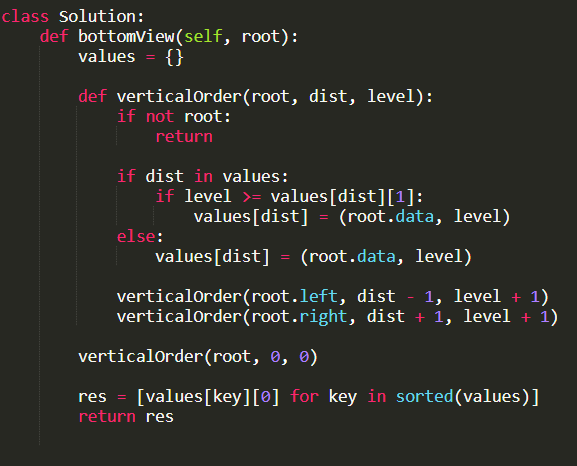 class Solution:
    def bottomView(self, root):
        values = {}
        def verticalOrder(root, dist, level):
            if not root:
                return
            if dist in values:
                if level >= values[dist][1]:
                    values[dist] = (root.data, level)
            else:
                values[dist] = (root.data, level)
            verticalOrder(root.left, dist - 1, level + 1)
            verticalOrder(root.right, dist + 1, level + 1)
        verticalOrder(root, 0, 0)
        res = [values[key][0] for key in sorted(values)]
        return res